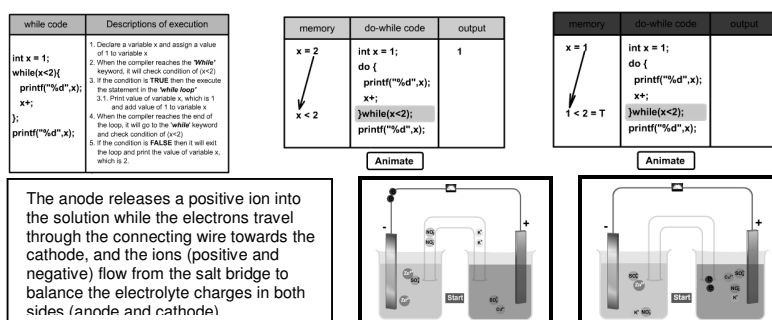 while code
Descriptions of execution
int x = 1;
while(x<2){
printf("%d",x);
x+;
};
printf("%d",x);
1. Declare a variable x and assign a value
of 1 to variable x
2. When the compiler reaches the 'While'
keyword, it will check condition of (x<2)
3. If the condition is TRUE then the execute
the statement in the 'while loop'
3.1. Print value of variable x, which is 1
and add value of 1 to variable x
4. When the compiler reaches the end of
the loop, it will go to the 'while' keyword
and check condition of (x<2)
5. If the condition is FALSE then it will exit
the loop and print the value of variable x,
which is 2.
memory
do-while code
output
x = 2
x < 2
int x = 1;
do {
printf("%d",x);
x+;
}while(x<2);
printf("%d",x);
1
Animate
memory
do-while code
output
x = 1
1 < 2 = T
int x = 1;
do {
printf("%d",x);
x+;
}while(x<2);
printf("%d",x);
Animate
The anode releases a positive ion into
the solution while the electrons travel
through the connecting wire towards the
cathode, and the ions (positive and
negative) flow from the salt bridge to
balance the electrolyte charges in both
sides (anode and cathode)
-
+
Start
-
+
Start